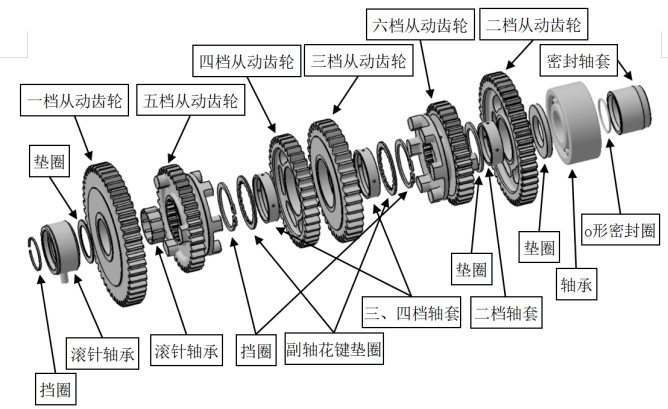 六档从动齿轮
二档从动齿轮
四档从动齿轮
三档从动齿轮
密封轴套
一档从动齿轮
五档从动齿轮
垫圈
o形密封圈
垫圈
垫圈
轴承
三、四档轴套
二档轴套
滚针轴承
滚针轴承
挡圈
副轴花键垫圈
挡圈